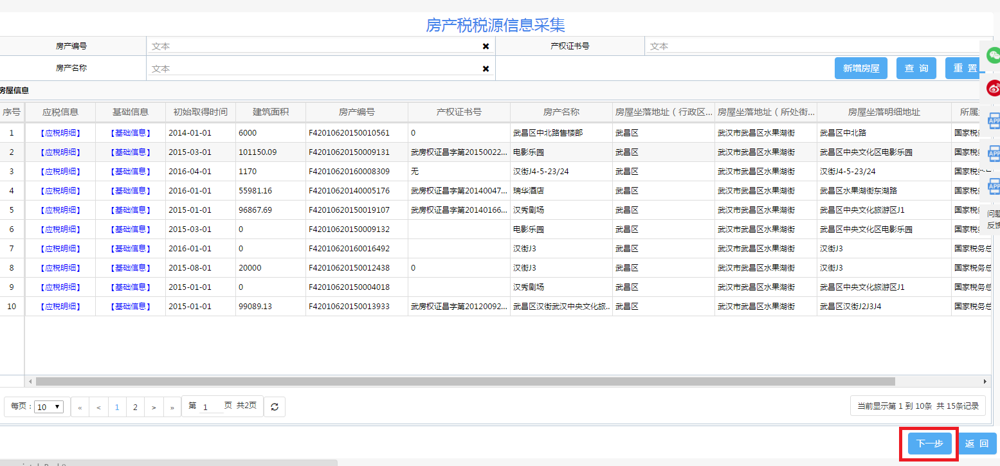 房产税税源信息采集
房产编号 文本 产权证书号 文本
房产名称 文本 新增房屋 查 询 重 置
房屋信息
序号 应税信息 基础信息 初始取得时间 建筑面积 房产编号 产权证书号 房产名称 房屋坐落地址（行政区... 房屋坐落地址（所处街... 房屋坐落明细地址 所属
1 【应税明细】 【基础信息】 2014-01-01 6000 F42010620150010561 0 武昌区中北路售楼部 武昌区 武汉市武昌区水果湖街 武昌区中北路 国家税
2 【应税明细】 【基础信息】 2015-03-01 101150.09 F42010620150009131 武房权证昌字第20150022... 电影乐园 武昌区 武汉市武昌区水果湖街 武昌区中央文化区电影乐园 国家税
3 【应税明细】 【基础信息】 2016-04-01 1170 F42010620160008309 无 汉街J4-5-23/24 武昌区 武汉市武昌区水果湖街 汉街J4-5-23/24 国家税务总
4 【应税明细】 【基础信息】 2016-01-01 55981.16 F42010620140005176 武房权证昌字第20140047... 瑞华酒店 武昌区 武汉市武昌区水果湖街 武昌区水果湖街东湖路 国家税
5 【应税明细】 【基础信息】 2015-01-01 96867.69 F42010620150019107 武房权证昌字第20140166... 汉秀剧场 武昌区 武汉市武昌区水果湖街 武昌区中央文化旅游区J1 国家税
6 【应税明细】 【基础信息】 2015-03-01 0 F42010620150009132 电影乐园 武昌区 武汉市武昌区水果湖街 武昌区中央文化区电影乐园 国家税
7 【应税明细】 【基础信息】 2016-01-01 0 F42010620160016492 汉街J3 武昌区 武汉市武昌区水果湖街 汉街J3 国家税务总
8 【应税明细】 【基础信息】 2015-08-01 20000 F42010620150012438 0 汉街J3 武昌区 武汉市武昌区水果湖街 汉街J3 国家税务总
9 【应税明细】 【基础信息】 2015-01-01 0 F42010620150004018 汉秀剧场 武昌区 武汉市武昌区水果湖街 武昌区中央文化旅游区J1 国家税务总
10 【应税明细】 【基础信息】 2015-01-01 99089.13 F42010620150013933 武房权证昌字第20120092... 武昌区汉街武汉中央文化旅... 武昌区 武汉市武昌区水果湖街 武昌区汉街J2J3J4 国家税务总
APP
APP
APP
问题
反馈
每页： 10 « < 1 2 > » 第 1 页 共2页 当前显示第 1 到 10条 共 15条记录
下一步 返 回